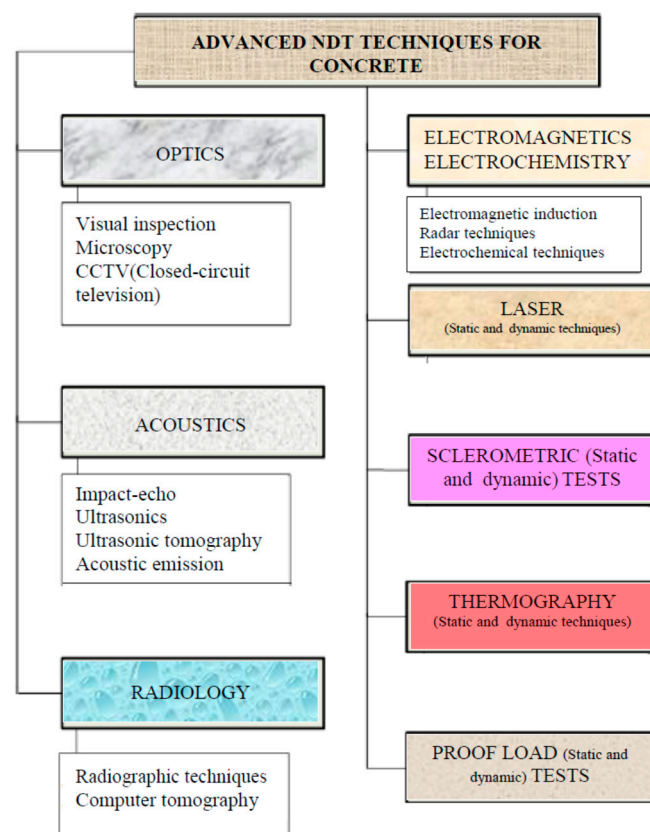 ADVANCED NDT TECHNIQUES FOR
CONCRETE
OPTICS
Visual inspection
Microscopy
CCTV(Closed-circuit
television)
ACOUSTICS
Impact-echo
Ultrasonics
Ultrasonic tomography
Acoustic emission
RADIOLOGY
Radiographic techniques
Computer tomography
ELECTROMAGNETICS
ELECTROCHEMISTRY
Electromagnetic induction
Radar techniques
Electrochemical techniques
LASER
(Static and dynamic techniques)
SCLEROMETRIC (Static
and dynamic) TESTS
THERMOGRAPHY
(Static and dynamic techniques)
PROOF LOAD (Static and
dynamic) TESTS